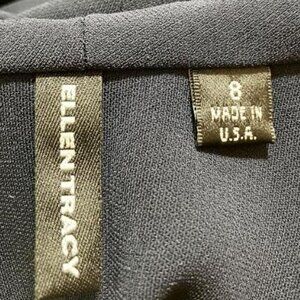 ELLEN TRACY
8
MADE IN
U.S.A.